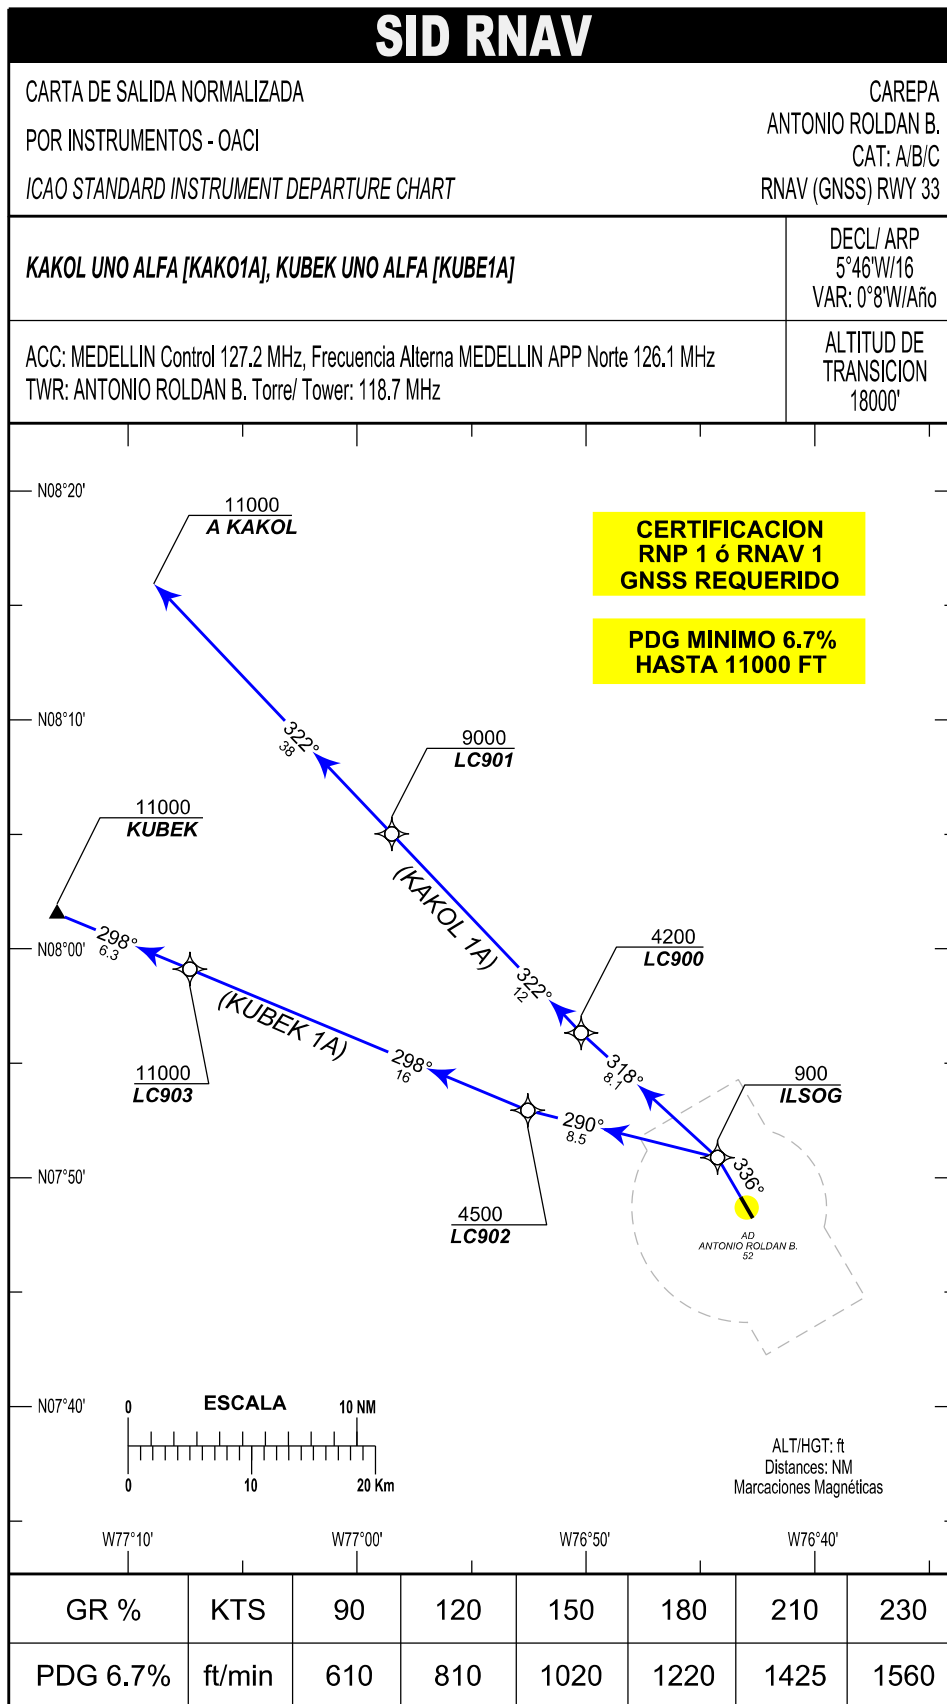 SID RNAV
CARTA DE SALIDA NORMALIZADA
POR INSTRUMENTOS - OACI
ICAO STANDARD INSTRUMENT DEPARTURE CHART
CAREPA
ANTONIO ROLDAN B.
CAT: A/B/C
RNAV (GNSS) RWY 33
KAKOL UNO ALFA [KAKO1A], KUBEK UNO ALFA [KUBE1A]
DECL/ ARP
5°46'W/16
VAR: 0°8'W/Año
ACC: MEDELLIN Control 127.2 MHz, Frecuencia Alterna MEDELLIN APP Norte 126.1 MHz
TWR: ANTONIO ROLDAN B. Torre/ Tower: 118.7 MHz
ALTITUD DE
TRANSICION
18000'
N08°20'
11000
A KAKOL
CERTIFICACION
RNP 1 ó RNAV 1
GNSS REQUERIDO
PDG MINIMO 6.7%
HASTA 11000 FT
N08°10'
322°
38
9000
LC901
11000
KUBEK
(KAKOL 1A)
N08°00'
298°
6.3
4200
LC900
322°
12
(KUBEK 1A)
11000
LC903
298°
16
318°
8.1
900
ILSOG
290°
8.5
336°
N07°50'
4500
LC902
AD
ANTONIO ROLDAN B.
52
N07°40'
0 ESCALA 10 NM
0 10 20 Km
ALT/HGT: ft
Distances: NM
Marcaciones Magnéticas
W77°10' W77°00' W76°50' W76°40'
GR % KTS 90 120 150 180 210 230
PDG 6.7% ft/min 610 810 1020 1220 1425 1560